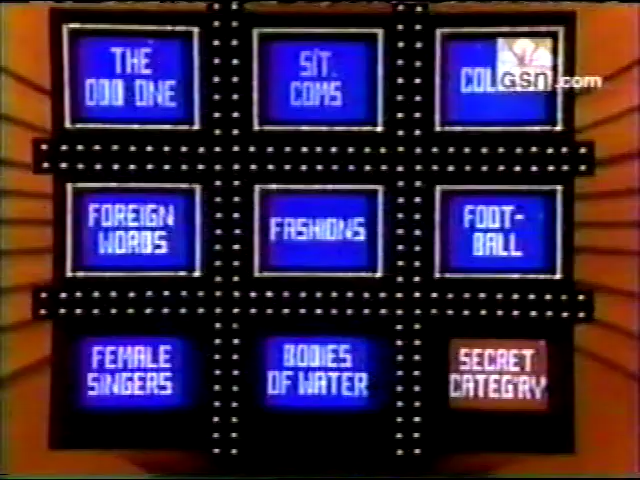 THE
ODD ONE
SIT.
COMS
GSN.com
FOREIGN
WORDS
FASHIONS
FOOT-
BALL
FEMALE
SINGERS
BODIES
OF WATER
SECRET
CATEG'RY